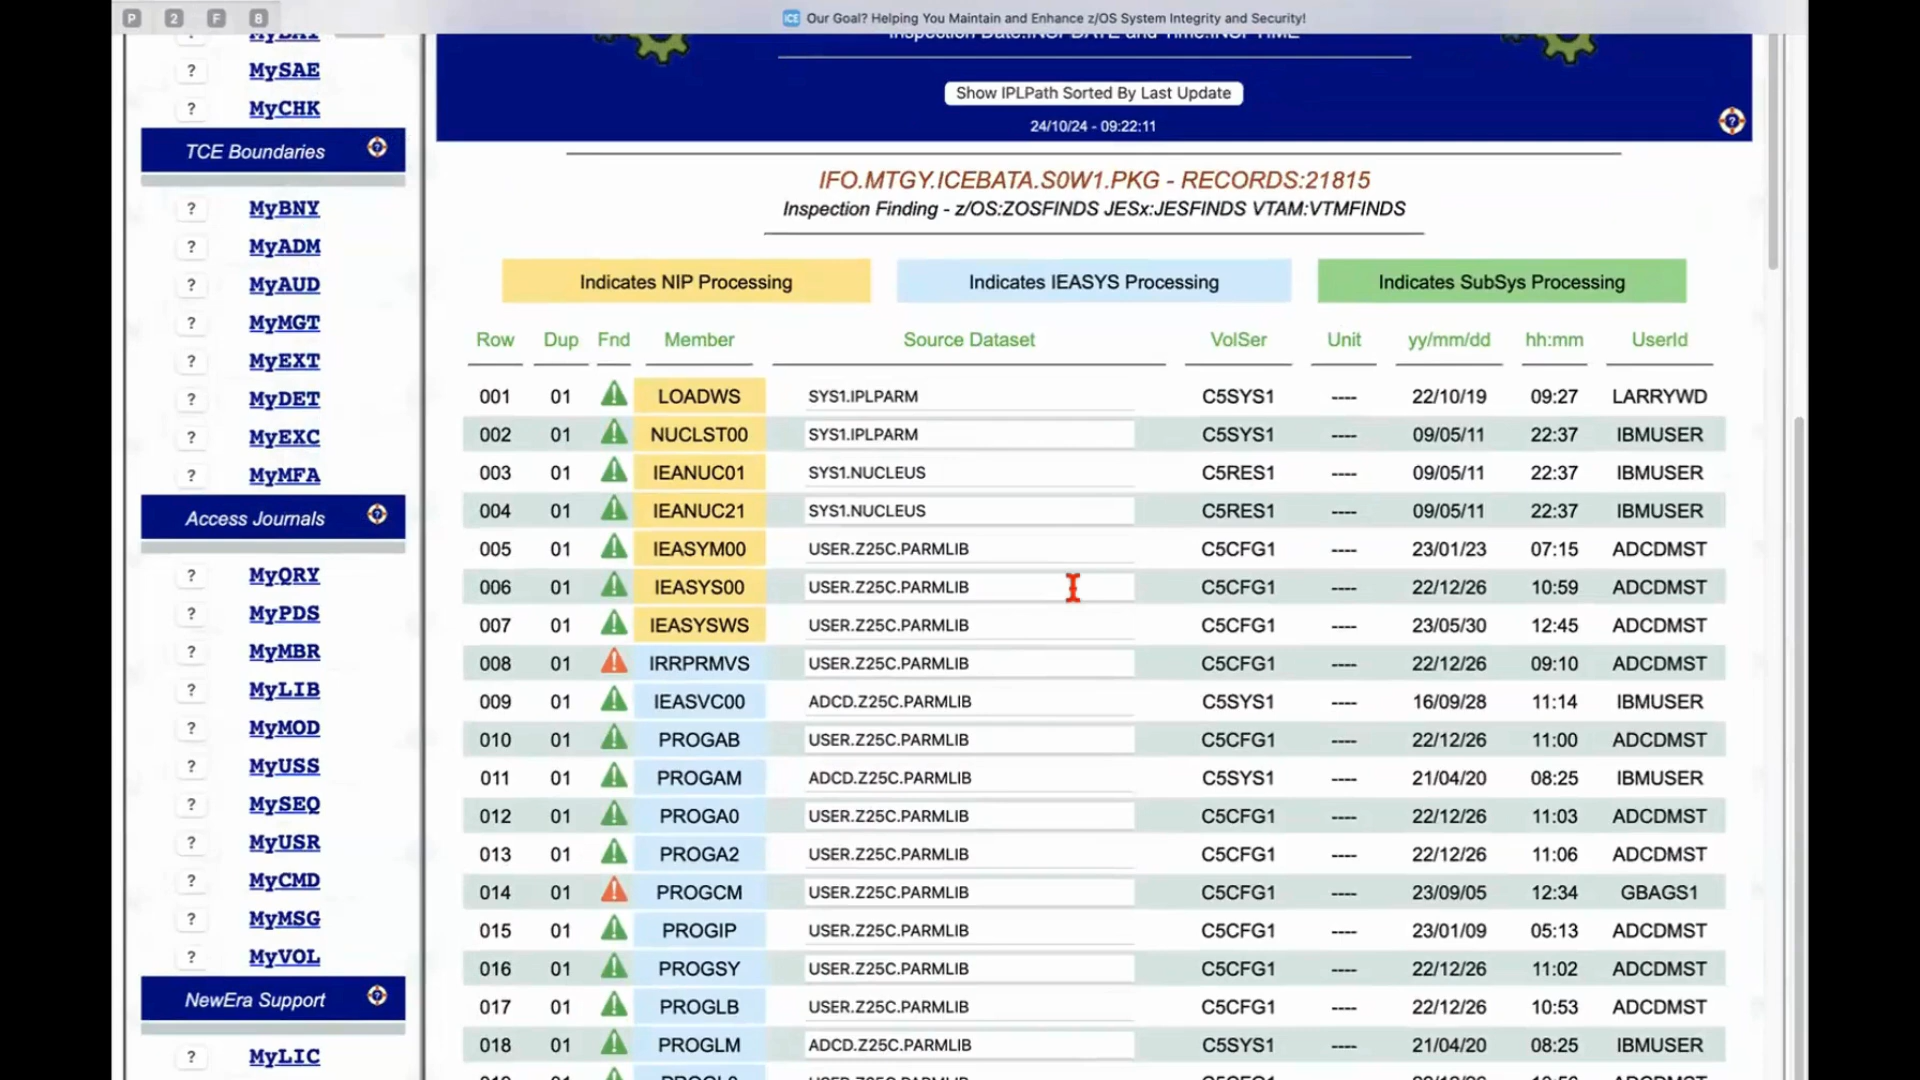 P 2 F 8
ICE Our Goal? Helping You Maintain and Enhance z/OS System Integrity and Security!
? MySAE
? MyCHK
TCE Boundaries
? MyBNY
? MyADM
? MyAUD
? MyMGT
? MyEXT
? MyDET
? MyEXC
? MyMFA
Access Journals
? MyQRY
? MyPDS
? MyMBR
? MyLIB
? MyMOD
? MyUSS
? MySEQ
? MyUSR
? MyCMD
? MyMSG
? MyVOL
NewEra Support
? MyLIC
Inspection Date:INSPDATE and Time:INSPTIME
Show IPLPath Sorted By Last Update
24/10/24 - 09:22:11
IFO.MTGY.ICEBATA.S0W1.PKG - RECORDS:21815
Inspection Finding - z/OS:ZOSFINDS JESx:JESFINDS VTAM:VTMFINDS
Indicates NIP Processing Indicates IEASYS Processing Indicates SubSys Processing
Row Dup Fnd Member Source Dataset VolSer Unit yy/mm/dd hh:mm UserId
001 01 LOADWS SYS1.IPLPARM C5SYS1 ---- 22/10/19 09:27 LARRYWD
002 01 NUCLST00 SYS1.IPLPARM C5SYS1 ---- 09/05/11 22:37 IBMUSER
003 01 IEANUC01 SYS1.NUCLEUS C5RES1 ---- 09/05/11 22:37 IBMUSER
004 01 IEANUC21 SYS1.NUCLEUS C5RES1 ---- 09/05/11 22:37 IBMUSER
005 01 IEASYM00 USER.Z25C.PARMLIB C5CFG1 ---- 23/01/23 07:15 ADCDMST
006 01 IEASYS00 USER.Z25C.PARMLIB C5CFG1 ---- 22/12/26 10:59 ADCDMST
007 01 IEASYSWS USER.Z25C.PARMLIB C5CFG1 ---- 23/05/30 12:45 ADCDMST
008 01 IRRPRMVS USER.Z25C.PARMLIB C5CFG1 ---- 22/12/26 09:10 ADCDMST
009 01 IEASVC00 ADCD.Z25C.PARMLIB C5SYS1 ---- 16/09/28 11:14 IBMUSER
010 01 PROGAB USER.Z25C.PARMLIB C5CFG1 ---- 22/12/26 11:00 ADCDMST
011 01 PROGAM ADCD.Z25C.PARMLIB C5SYS1 ---- 21/04/20 08:25 IBMUSER
012 01 PROGA0 USER.Z25C.PARMLIB C5CFG1 ---- 22/12/26 11:03 ADCDMST
013 01 PROGA2 USER.Z25C.PARMLIB C5CFG1 ---- 22/12/26 11:06 ADCDMST
014 01 PROGCM USER.Z25C.PARMLIB C5CFG1 ---- 23/09/05 12:34 GBAGS1
015 01 PROGIP USER.Z25C.PARMLIB C5CFG1 ---- 23/01/09 05:13 ADCDMST
016 01 PROGSY USER.Z25C.PARMLIB C5CFG1 ---- 22/12/26 11:02 ADCDMST
017 01 PROGLB USER.Z25C.PARMLIB C5CFG1 ---- 22/12/26 10:53 ADCDMST
018 01 PROGLM ADCD.Z25C.PARMLIB C5SYS1 ---- 21/04/20 08:25 IBMUSER